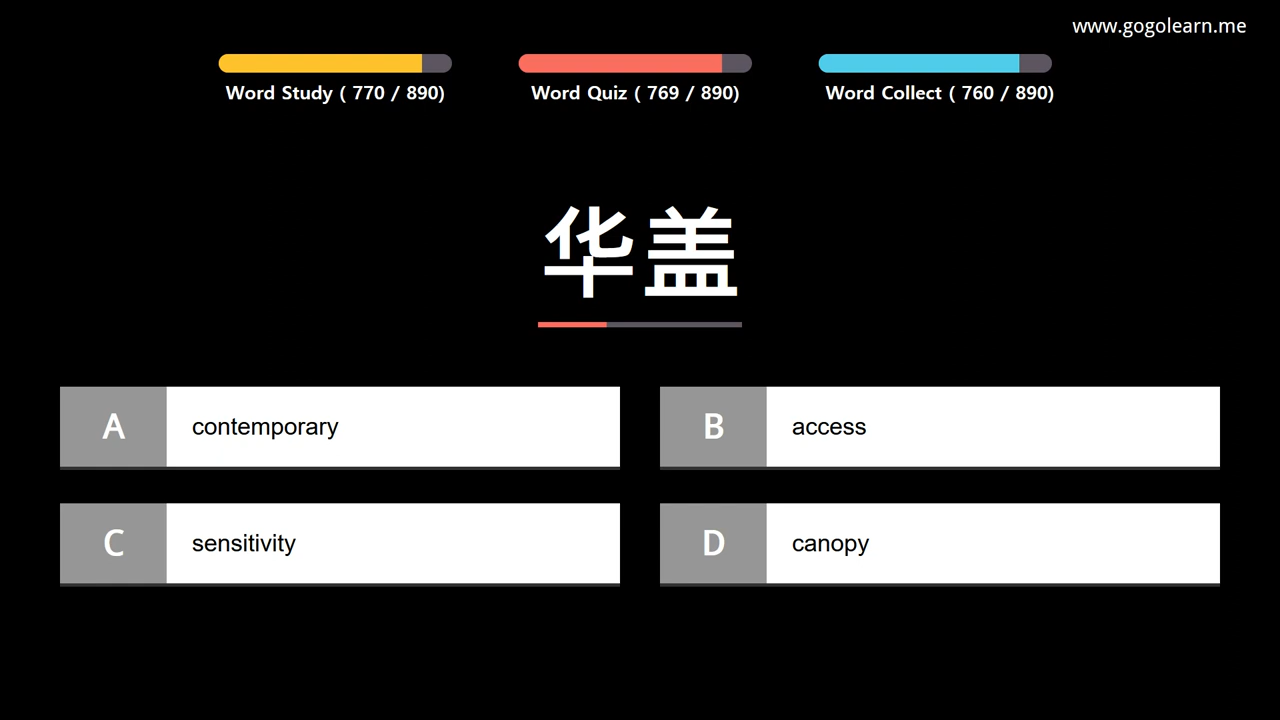 www.gogolearn.me
Word Study ( 770 / 890)
Word Quiz ( 769 / 890)
Word Collect ( 760 / 890)
华盖
A contemporary
B access
C sensitivity
D canopy